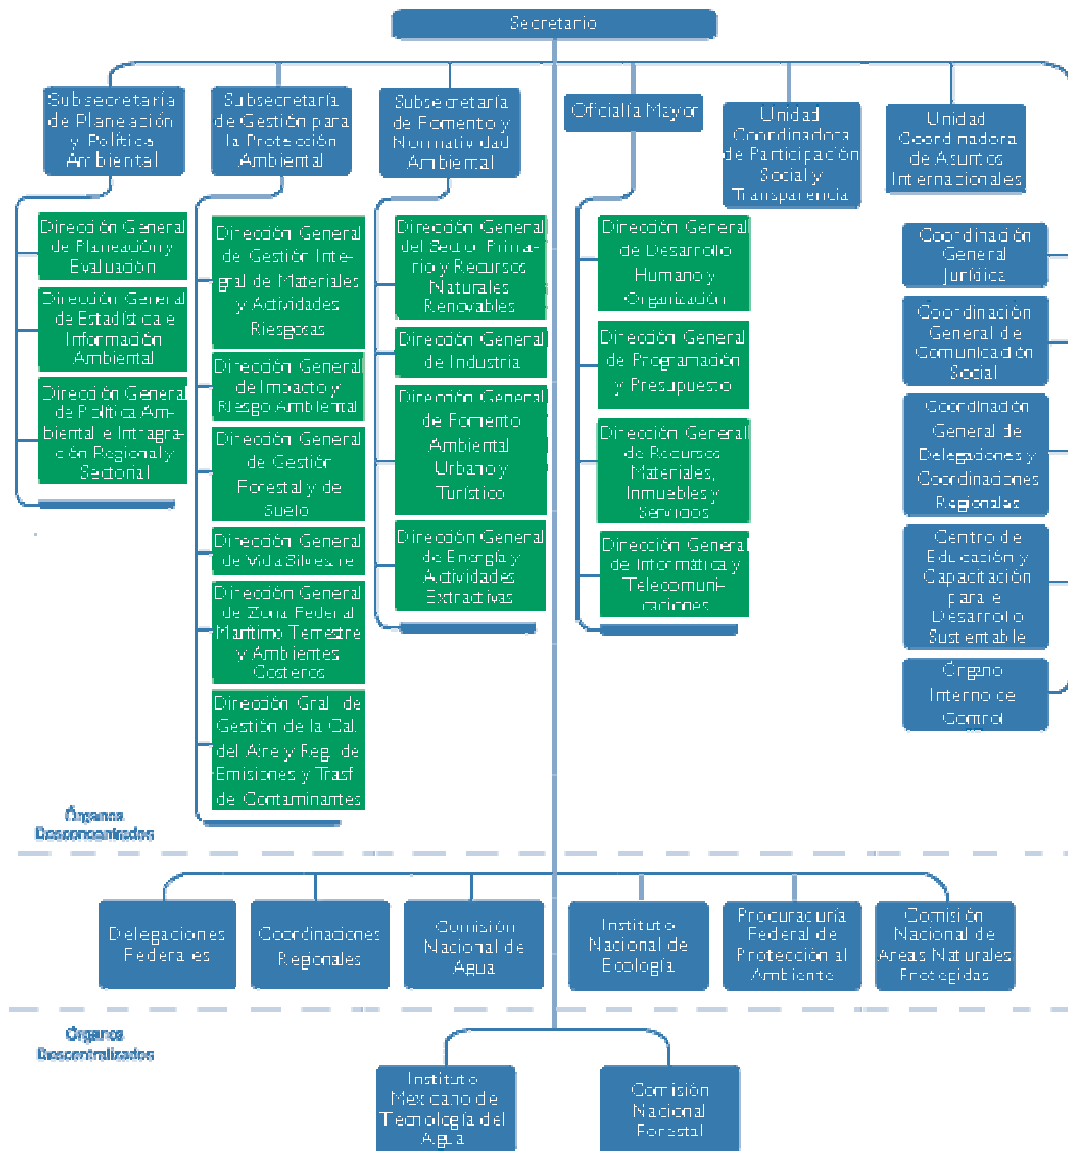 Secretario
Subsecretaría
de Planeación
y Política
Ambiental
Subsecretaría
de Gestión para
la Protección
Ambiental
Subsecretaría
de Fomento y
Normatividad
Ambiental
Oficialía Mayor
Unidad
Coordinadora
de Participación
Social y
Transparencia
Unidad
Coordinadora
de Asuntos
Internacionales
Dirección General
de Planeación y
Evaluación
Dirección General
de Estadística e
Información
Ambiental
Dirección General
de Política Am-
biental e Intragra-
ción Regional y
Sectorial
Dirección General
de Gestión Inte-
gral de Materiales
y Actividades
Riesgosas
Dirección General
de Impacto y
Riesgo Ambiental
Dirección General
de Gestión
Forestal y de
Suelo
Dirección General
de Vida Silvestre
Dirección General
de Zona Federal
Marítimo Terrestre
y Ambientes
Costeros
Dirección Gral. de
Gestión de la Cal.
del Aire y Reg. de
Emisiones y Trasf.
de Contaminantes
Dirección General
del Sector Prima-
rio y Recursos
Naturales
Renovables
Dirección General
de Industria
Dirección General
de Fomento
Ambiental
Urbano y
Turístico
Dirección General
de Energía y
Actividades
Extractivas
Dirección General
de Desarrollo
Humano y
Organización
Dirección General
de Programación
y Presupuesto
Dirección General
de Recursos
Materiales,
Inmuebles y
Servicios
Dirección General
de Informática y
Telecomuni-
caciones
Coordinación
General
Jurídica
Coordinación
General de
Comunicación
Social
Coordinación
General de
Delegaciones y
Coordinaciones
Regionales
Centro de
Educación y
Capacitación
para e
Desarrollo
Sustentable
Órgano
Interno de
Control
Órganos
Desconcentrados
Delegaciones
Federales
Coordinaciones
Regionales
Comisión
Nacional de
Agua
Instituto
Nacional de
Ecología
Procuraduría
Federal de
Protección al
Ambiente
Comisión
Nacional de
Areas Naturales
Protegidas
Órganos
Descentralizados
Instituto
Mexicano de
Tecnología del
Agua
Comisión
Nacional
Forestal